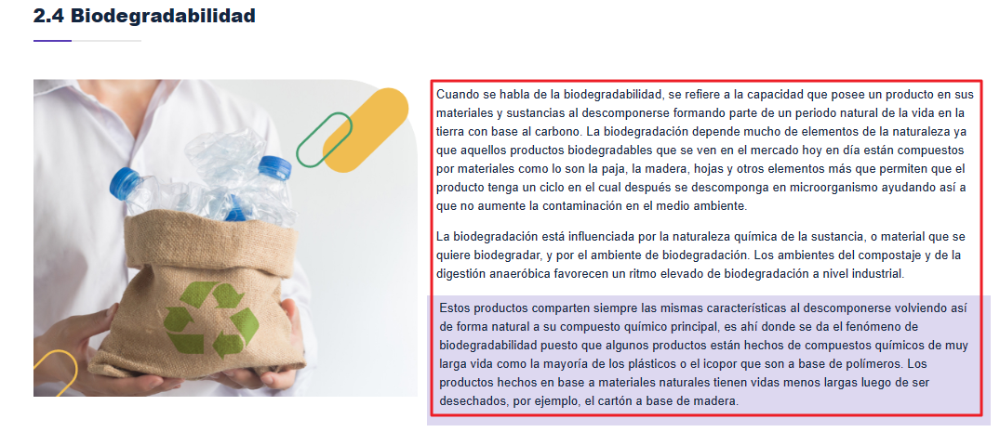 2.4 Biodegradabilidad
Cuando se habla de la biodegradabilidad, se refiere a la capacidad que posee un producto en sus
materiales y sustancias al descomponerse formando parte de un periodo natural de la vida en la
tierra con base al carbono. La biodegradación depende mucho de elementos de la naturaleza ya
que aquellos productos biodegradables que se ven en el mercado hoy en día están compuestos
por materiales como lo son la paja, la madera, hojas y otros elementos más que permiten que el
producto tenga un ciclo en el cual después se descomponga en microorganismo ayudando así a
que no aumente la contaminación en el medio ambiente.
La biodegradación está influenciada por la naturaleza química de la sustancia, o material que se
quiere biodegradar, y por el ambiente de biodegradación. Los ambientes del compostaje y de la
digestión anaeróbica favorecen un ritmo elevado de biodegradación a nivel industrial.
Estos productos comparten siempre las mismas características al descomponerse volviendo así
de forma natural a su compuesto químico principal, es ahí donde se da el fenómeno de
biodegradabilidad puesto que algunos productos están hechos de compuestos químicos de muy
larga vida como la mayoría de los plásticos o el icopor que son a base de polímeros. Los
productos hechos en base a materiales naturales tienen vidas menos largas luego de ser
desechados, por ejemplo, el cartón a base de madera.